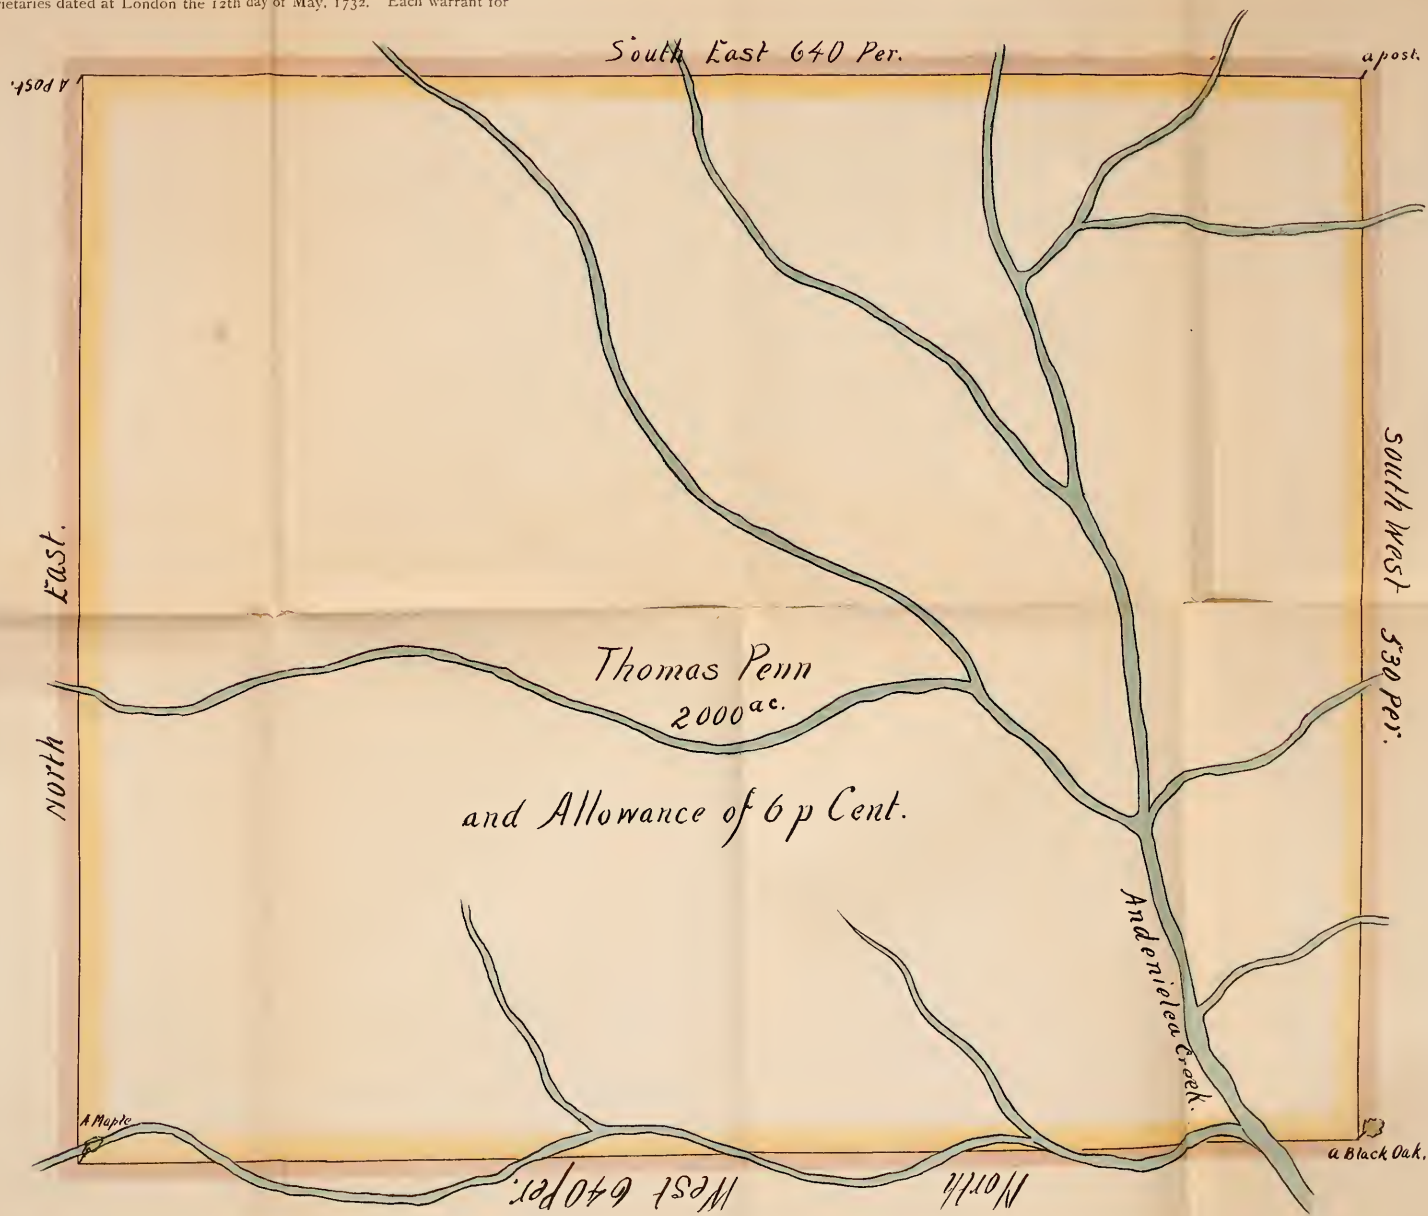 rietaries dated at London the 12th day of May, 1732. Each warrant for
South East 640 Per.
a post.
A Post.
South West 530 Per.
North East.
Thomas Penn
2000 ac.
and Allowance of 6 p Cent.
Andenielea Creek.
A Maple
a Black Oak.
North West 640 Per.